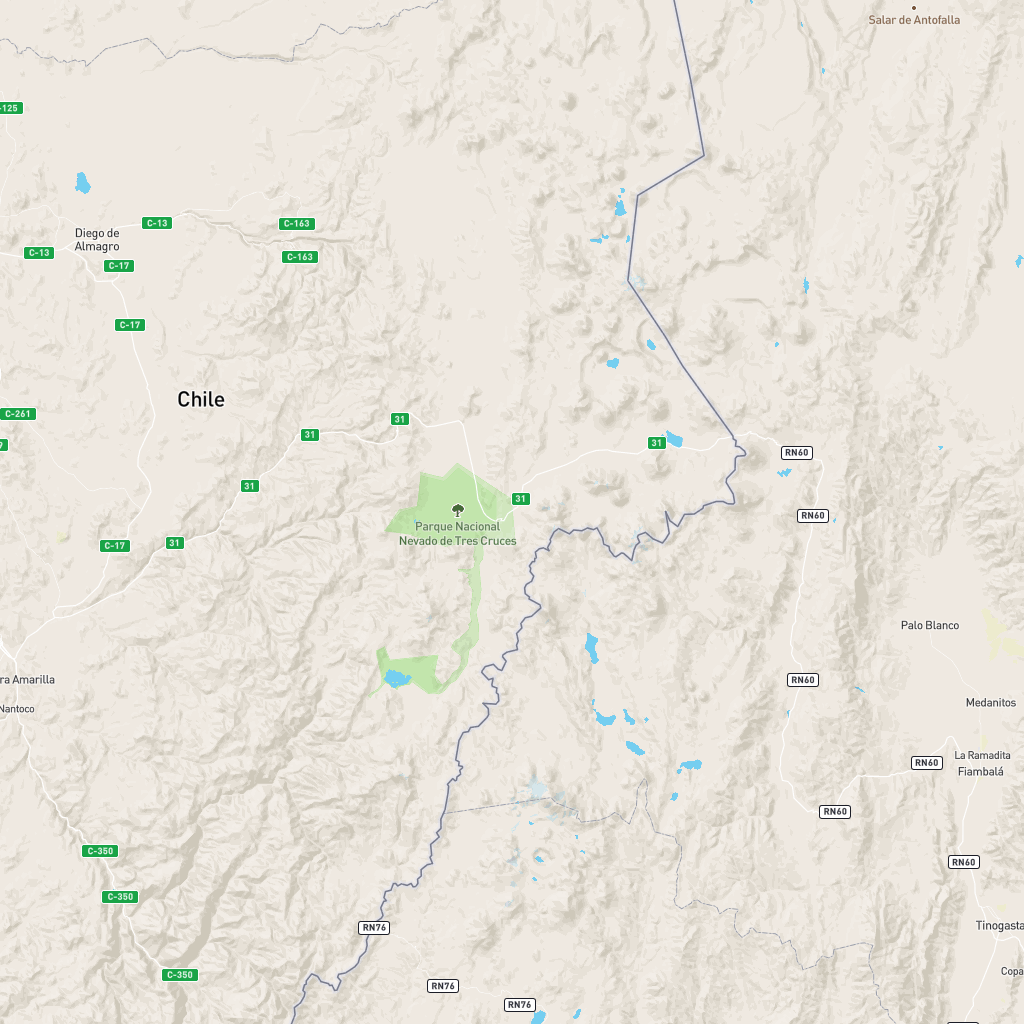 Salar de Antofalla
-125
C-13
C-163
Diego de
Almagro
C-13
C-163
C-17
C-17
Chile
C-261
31
31
31
9
RN60
31
31
RN60
Parque Nacional
Nevado de Tres Cruces
31
C-17
Palo Blanco
ra Amarilla
RN60
Nantoco
Medanitos
La Ramadita
RN60
Fiambalá
RN60
C-350
RN60
C-350
RN76
Tinogasta
Copa
C-350
RN76
RN76